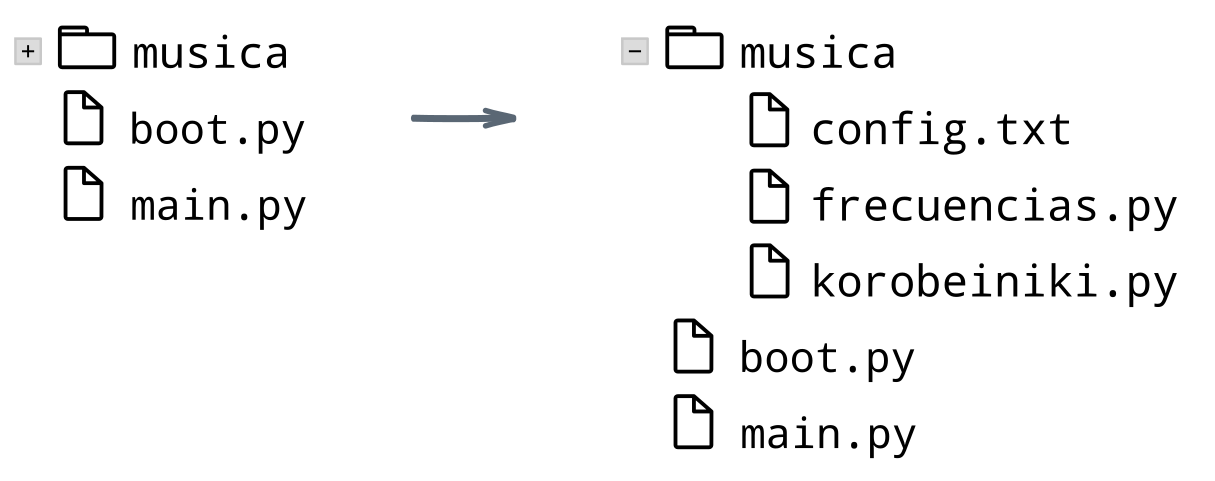 + musica
boot.py
main.py
− musica
config.txt
frecuencias.py
korobeiniki.py
boot.py
main.py